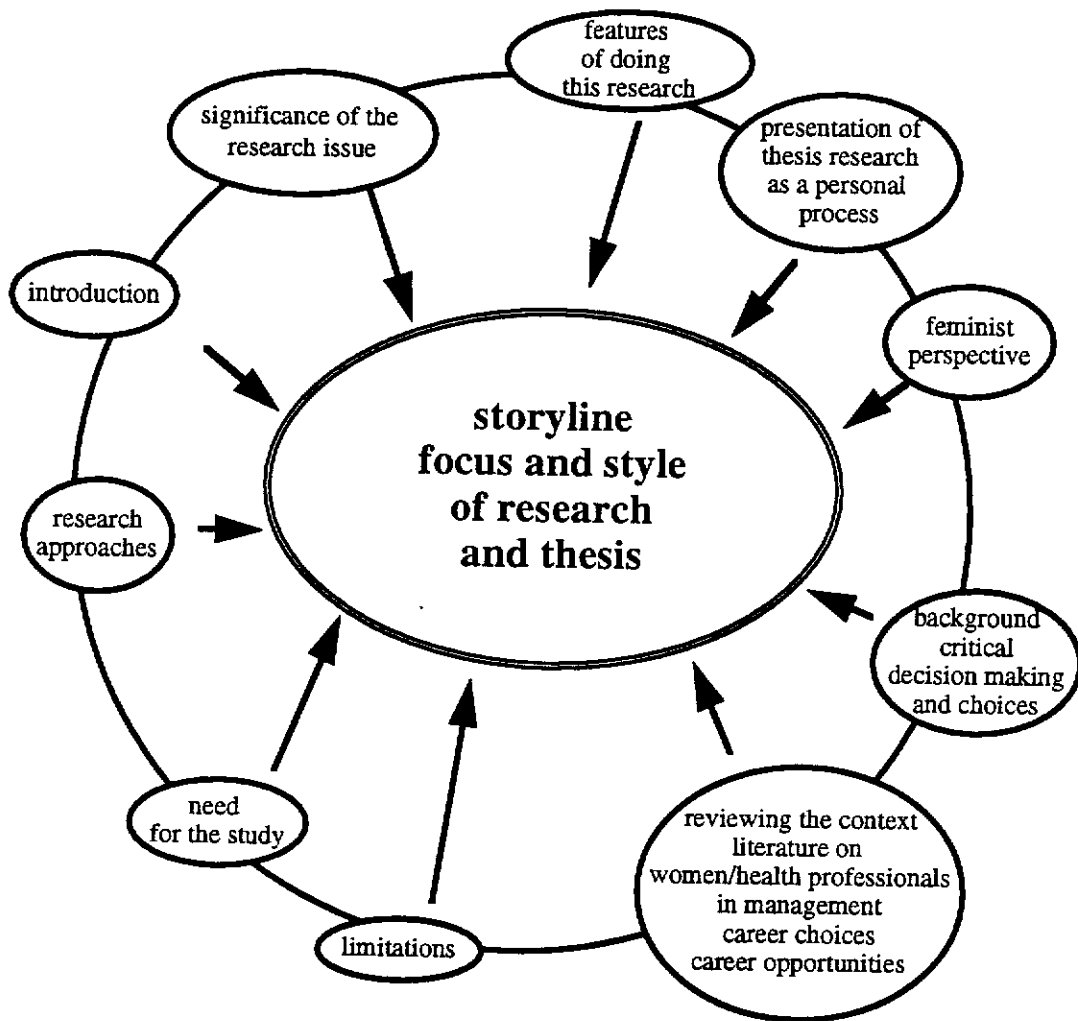 features
of doing
this research
significance of the
research issue
presentation of
thesis research
as a personal
process
introduction
feminist
perspective
storyline
focus and style
of research
and thesis
research
approaches
background
critical
decision making
and choices
need
for the study
reviewing the context
literature on
women/health professionals
in management
career choices
career opportunities
limitations